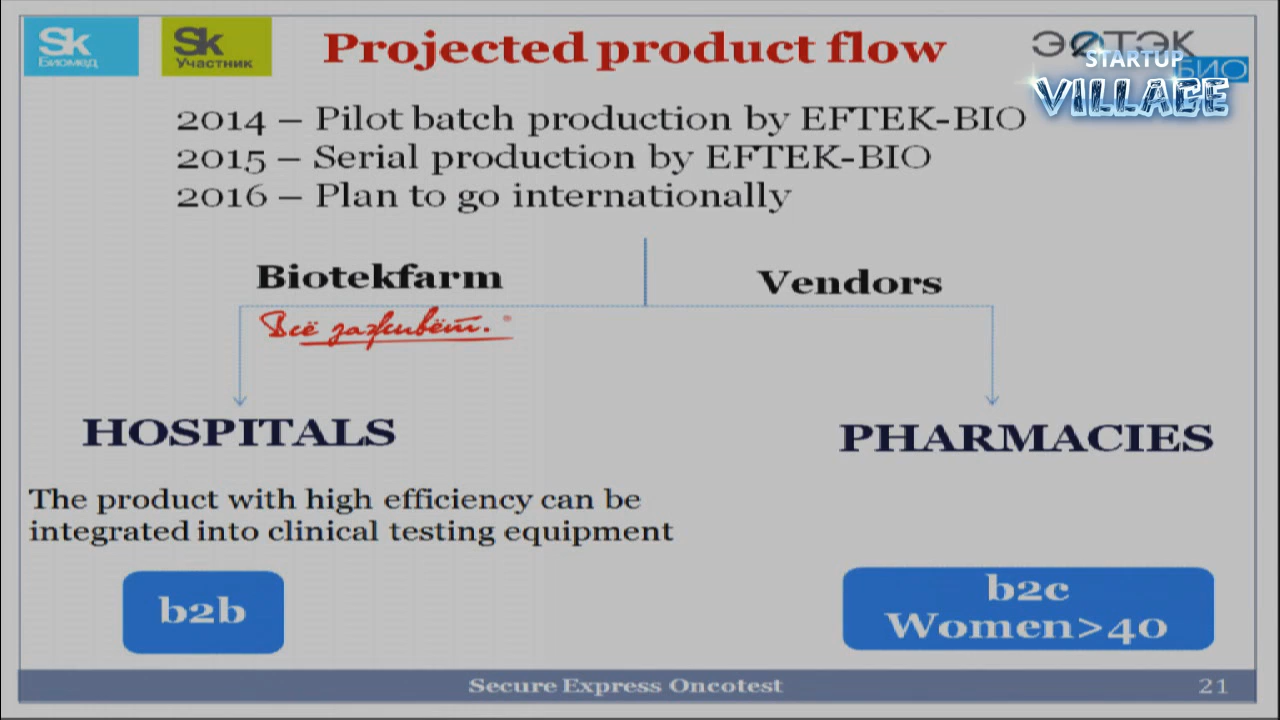 Sk
Биомед
Sk
Участник
Projected product flow
ЭФТЭК
БИО
STARTUP
VILLAGE
2014 – Pilot batch production by EFTEK-BIO
2015 – Serial production by EFTEK-BIO
2016 – Plan to go internationally
Biotekfarm
Vendors
Всё заживёт.
HOSPITALS
PHARMACIES
The product with high efficiency can be
integrated into clinical testing equipment
b2b
b2c
Women>40
Secure Express Oncotest
21